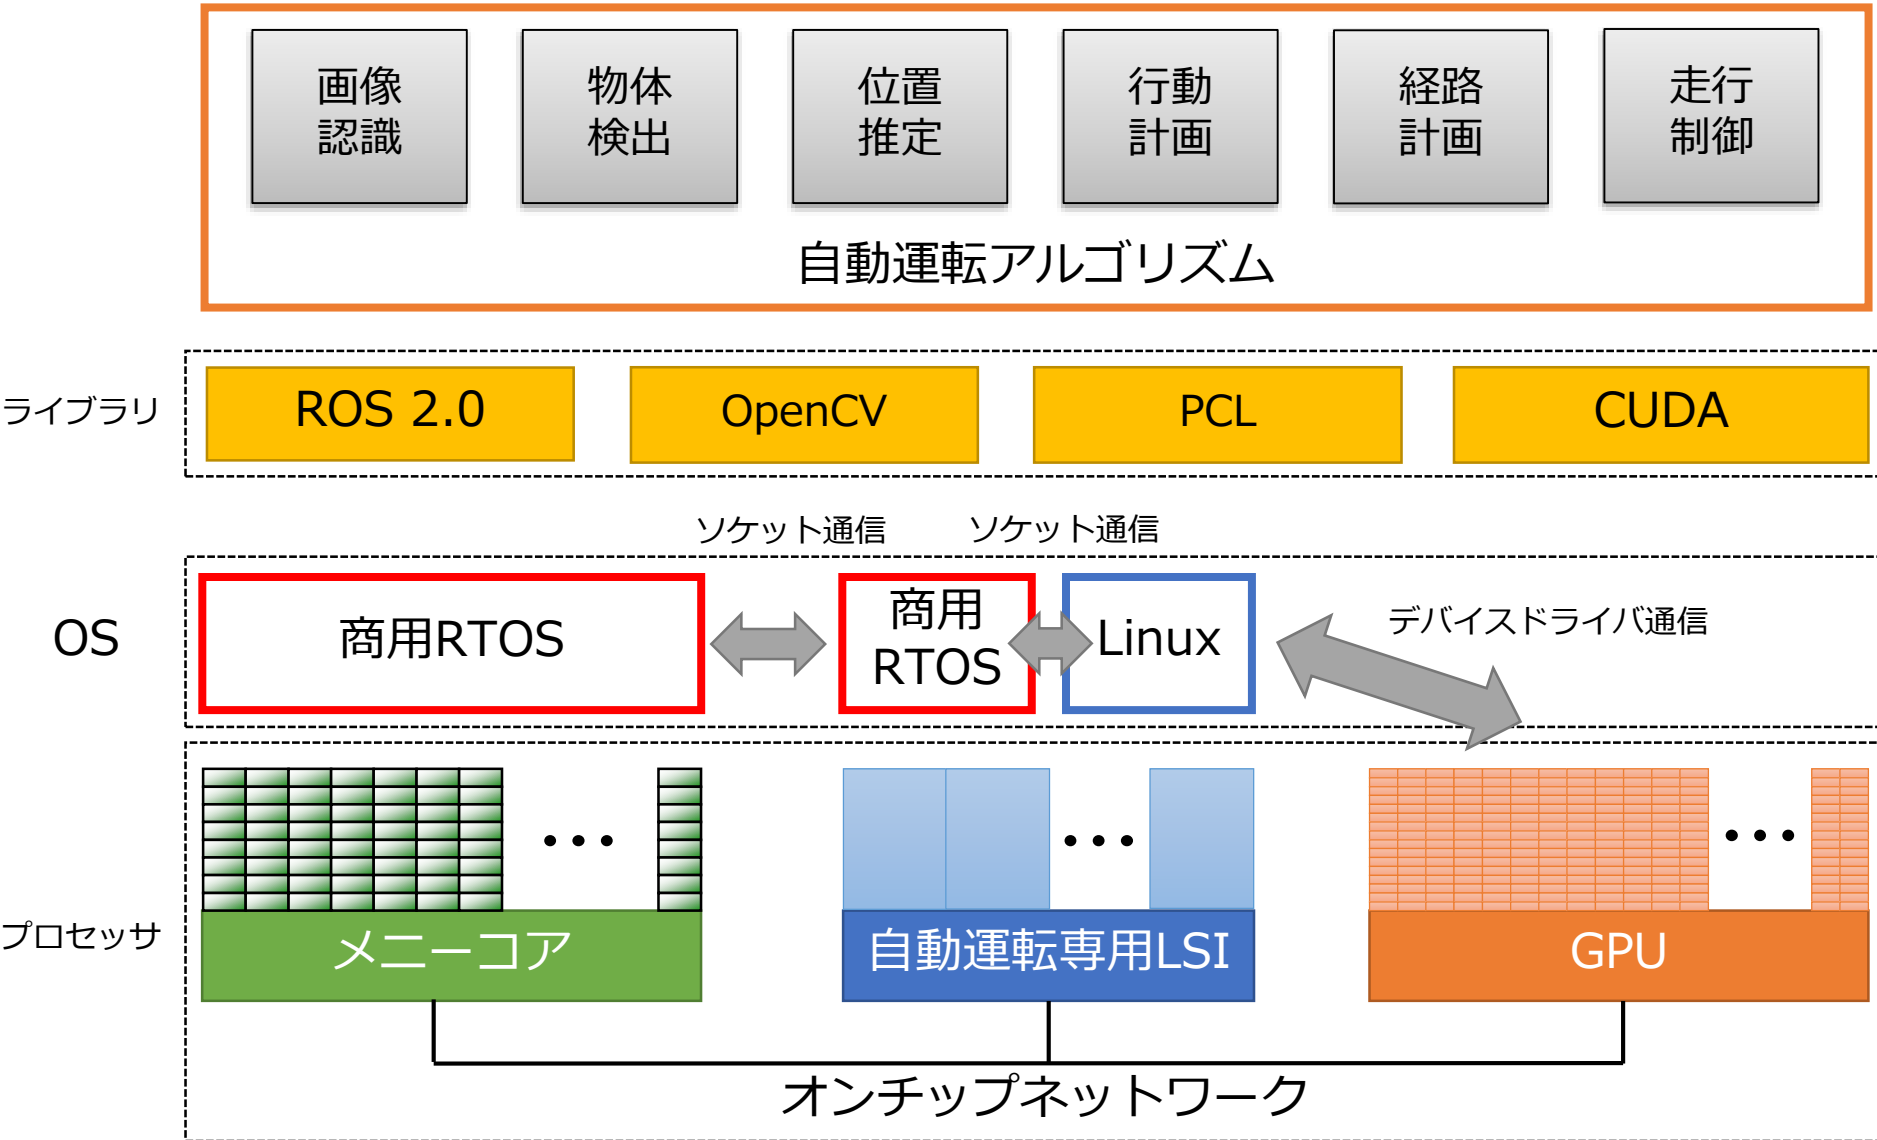 画像
認識
物体
検出
位置
推定
行動
計画
経路
計画
走行
制御
自動運転アルゴリズム
ライブラリ
ROS 2.0
OpenCV
PCL
CUDA
ソケット通信
ソケット通信
OS
商用RTOS
商用
RTOS
Linux
デバイスドライバ通信
プロセッサ
メニーコア
自動運転専用LSI
GPU
オンチップネットワーク